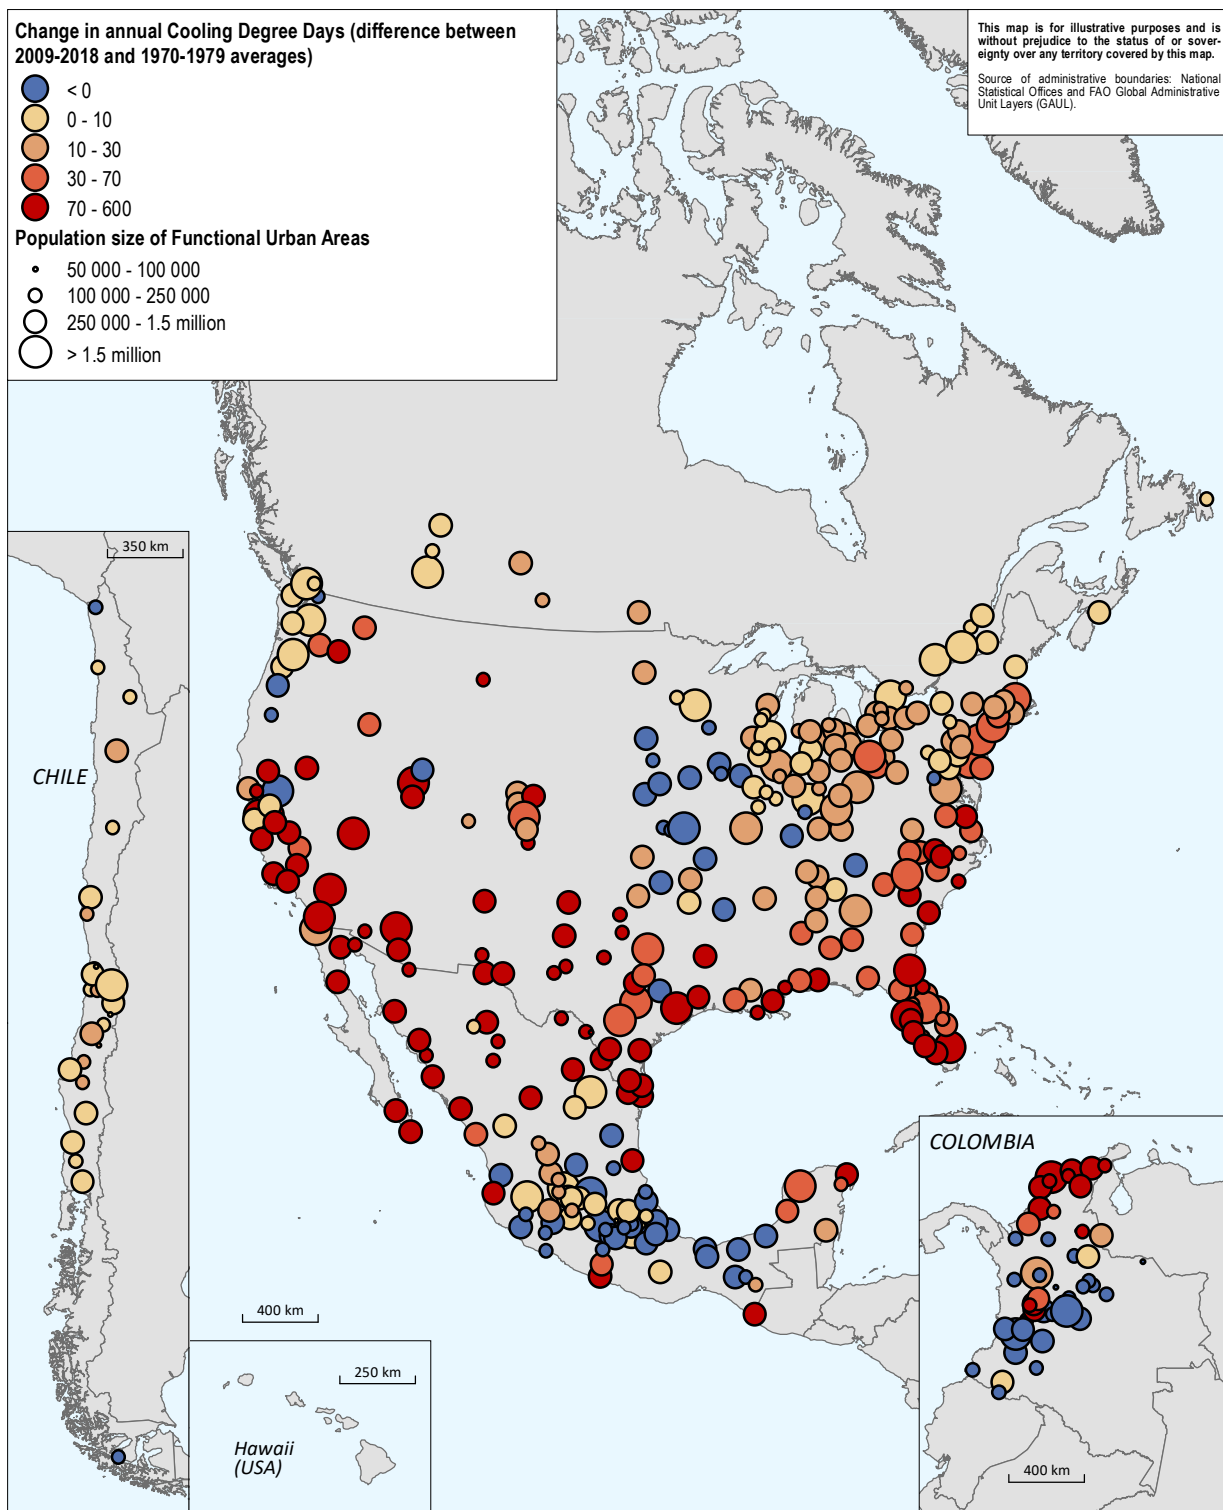 Change in annual Cooling Degree Days (difference between
2009-2018 and 1970-1979 averages)
< 0
0 - 10
10 - 30
30 - 70
70 - 600
Population size of Functional Urban Areas
50 000 - 100 000
100 000 - 250 000
250 000 - 1.5 million
> 1.5 million
This map is for illustrative purposes and is
without prejudice to the status of or sover-
eignty over any territory covered by this map.
Source of administrative boundaries: National
Statistical Offices and FAO Global Administrative
Unit Layers (GAUL).
350 km
CHILE
400 km
250 km
Hawaii
(USA)
COLOMBIA
400 km